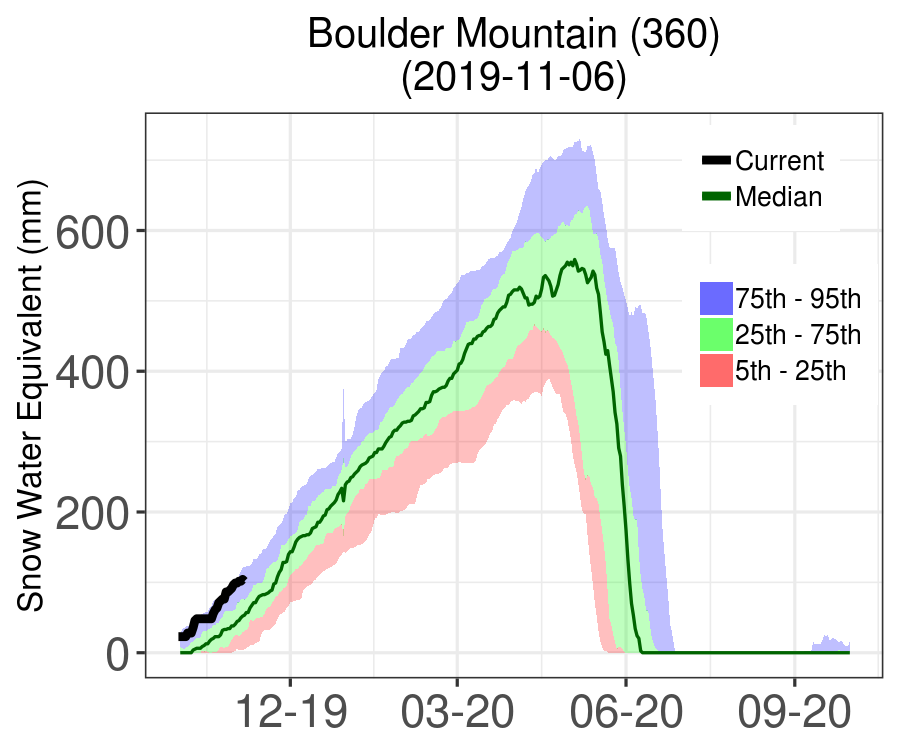 Boulder Mountain (360)
(2019-11-06)
Snow Water Equivalent (mm)
600
400
200
0
12-19
03-20
06-20
09-20
Current
Median
75th - 95th
25th - 75th
5th - 25th